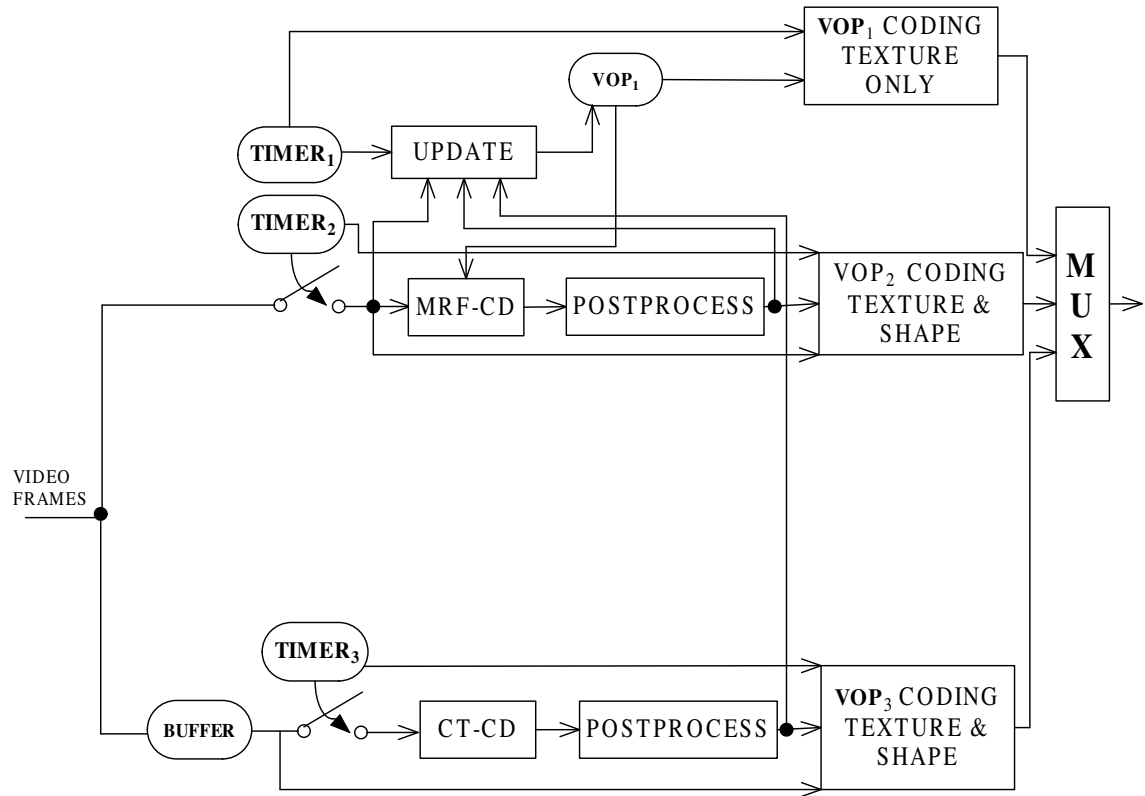 VOP1 CODING
TEXTURE
ONLY
VOP1
TIMER1
UPDATE
TIMER2
MRF-CD
POSTPROCESS
VOP2 CODING
TEXTURE &
SHAPE
M
U
X
VIDEO
FRAMES
TIMER3
BUFFER
CT-CD
POSTPROCESS
VOP3 CODING
TEXTURE &
SHAPE